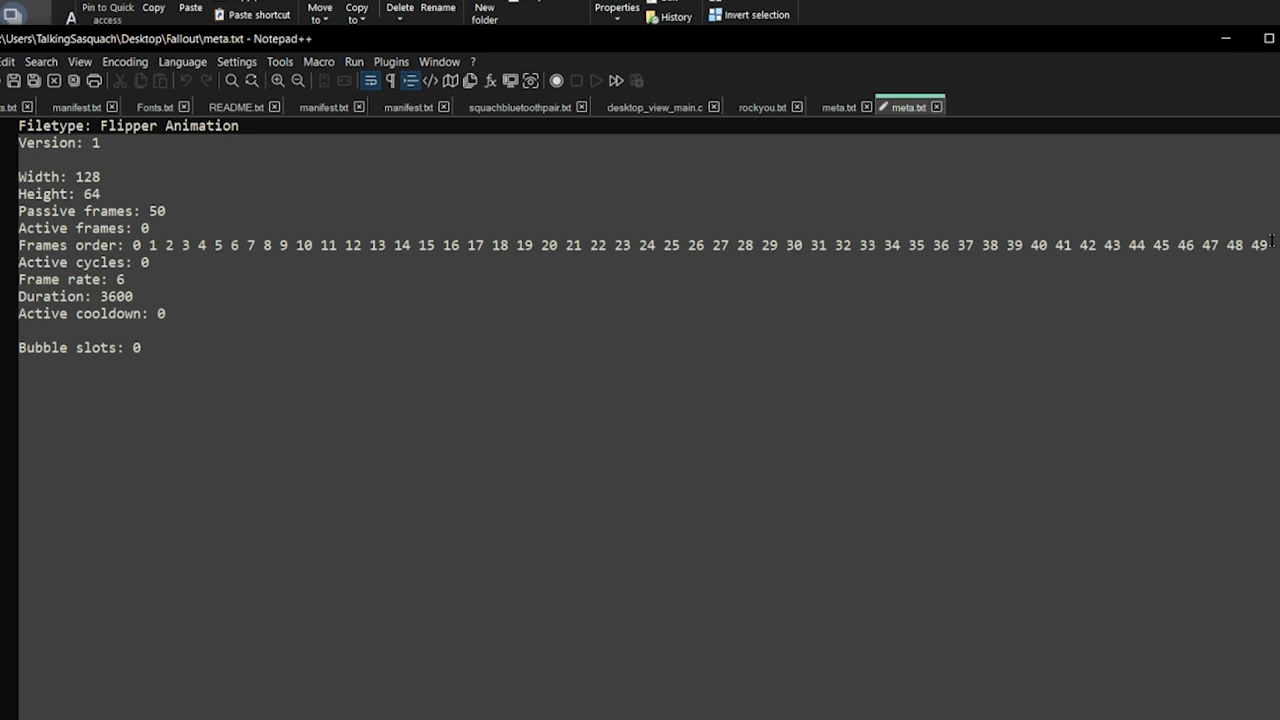 Pin to Quick access
Copy
Paste
Paste shortcut
Move to
Copy to
Delete
Rename
New folder
Properties
History
Invert selection
:\Users\TalkingSasquach\Desktop\Fallout\meta.txt - Notepad++
dit Search View Encoding Language Settings Tools Macro Run Plugins Window ?
s.txt manifest.txt Fonts.txt README.txt manifest.txt manifest.txt squachbluetoothpair.txt desktop_view_main.c rockyou.txt meta.txt meta.txt
Filetype: Flipper Animation
Version: 1
Width: 128
Height: 64
Passive frames: 50
Active frames: 0
Frames order: 0 1 2 3 4 5 6 7 8 9 10 11 12 13 14 15 16 17 18 19 20 21 22 23 24 25 26 27 28 29 30 31 32 33 34 35 36 37 38 39 40 41 42 43 44 45 46 47 48 49
Active cycles: 0
Frame rate: 6
Duration: 3600
Active cooldown: 0
Bubble slots: 0